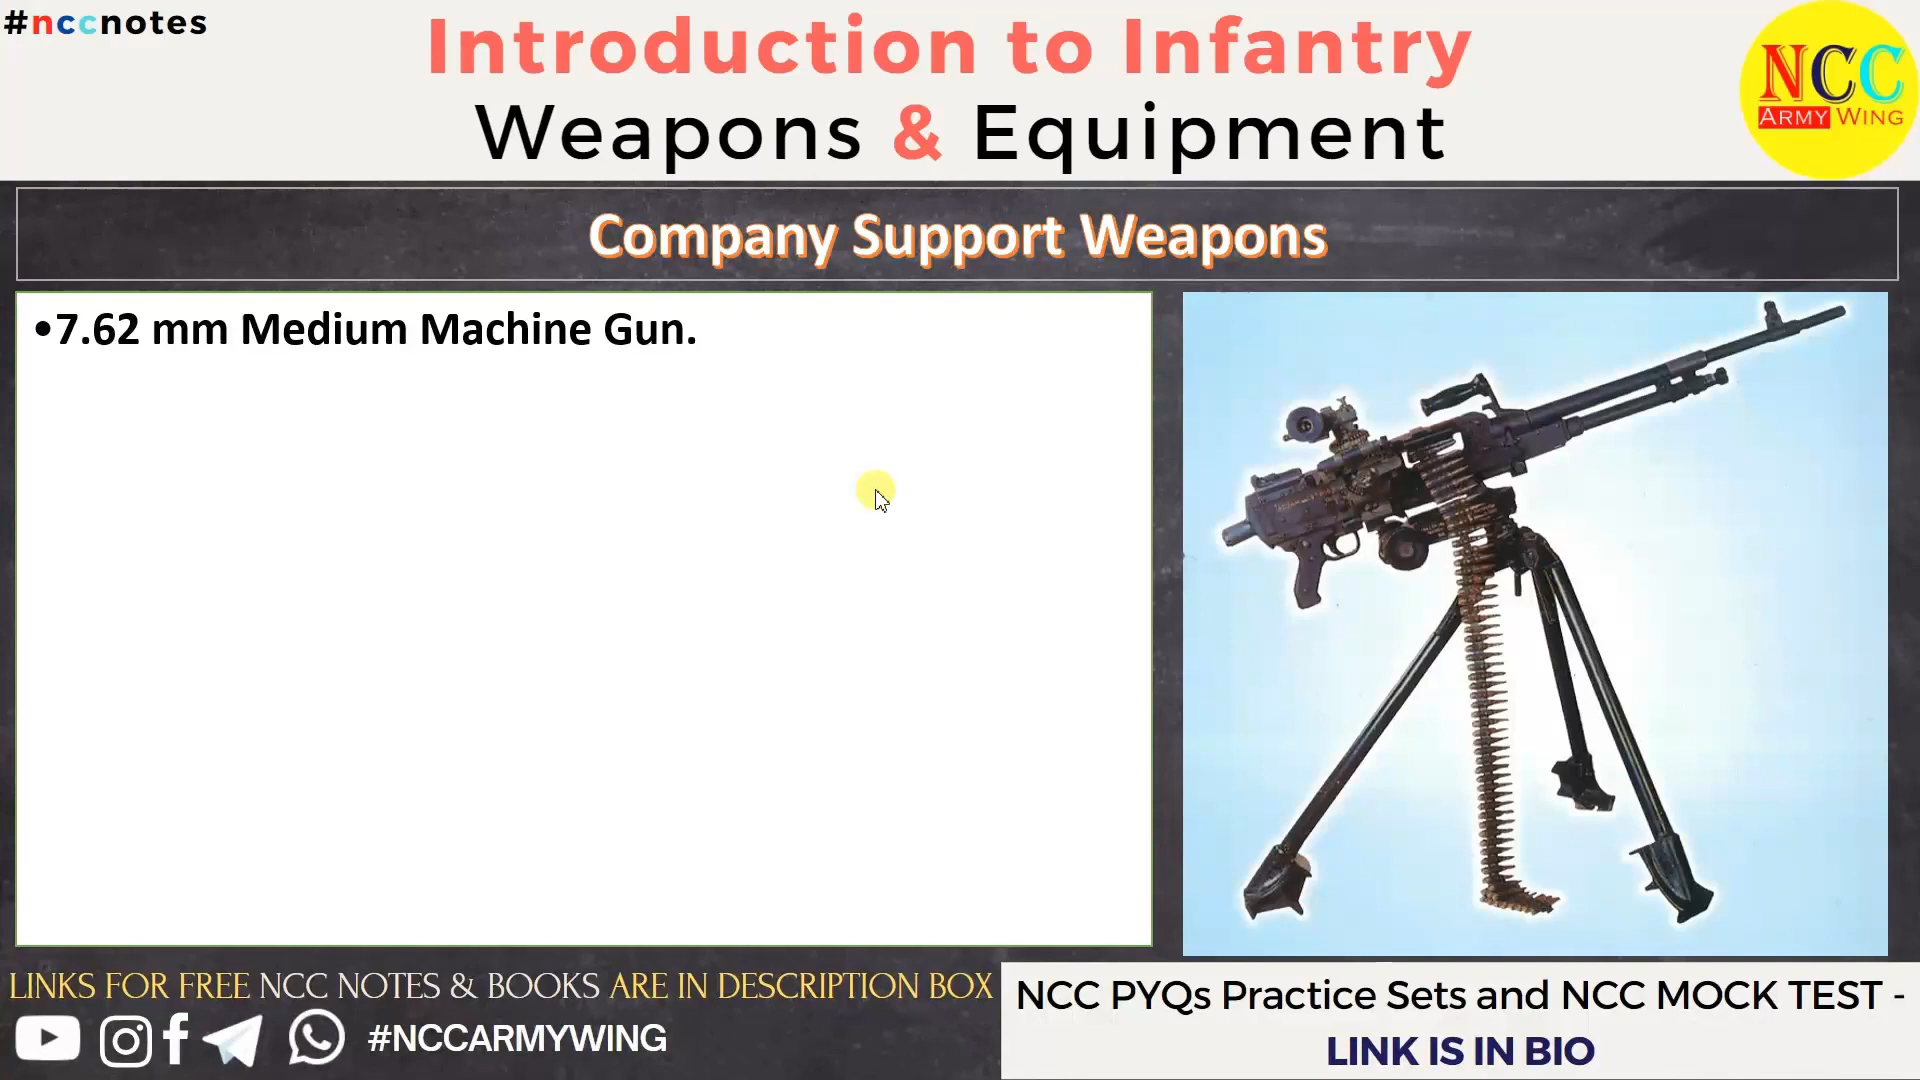 #nccnotes
Introduction to Infantry
Weapons & Equipment
NCC
ARMY WING
Company Support Weapons
•7.62 mm Medium Machine Gun.
LINKS FOR FREE NCC NOTES & BOOKS ARE IN DESCRIPTION BOX
#NCCARMYWING
NCC PYQs Practice Sets and NCC MOCK TEST -
LINK IS IN BIO